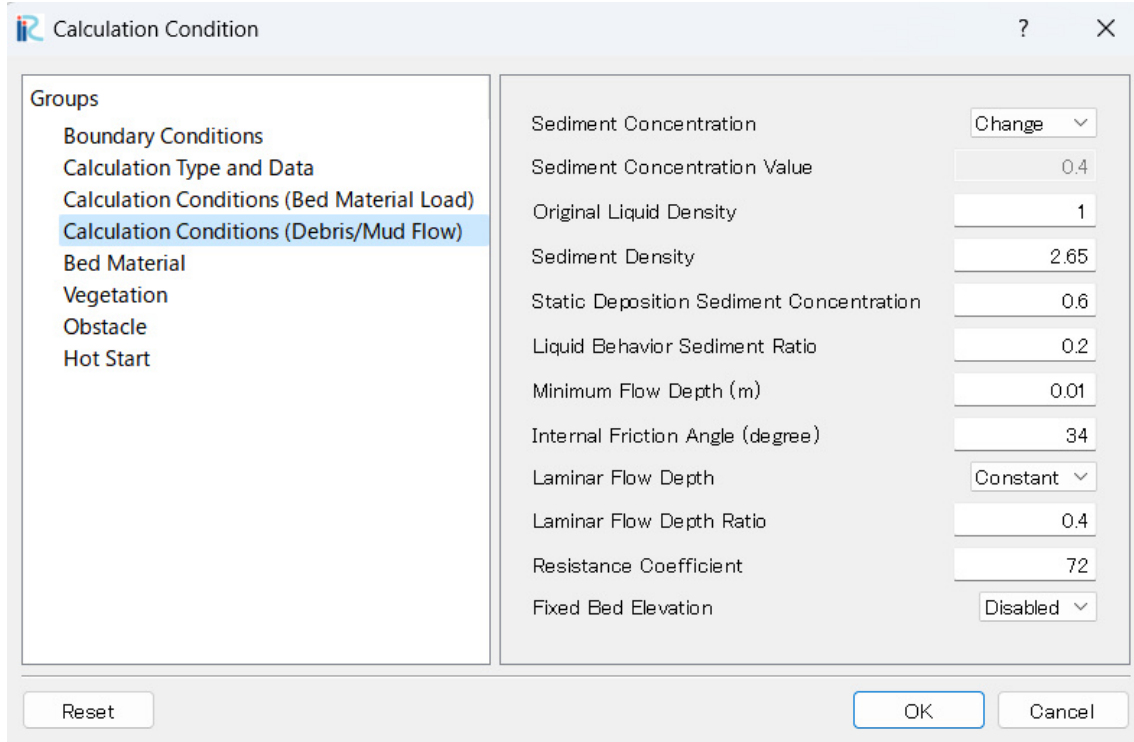 iRIC Calculation Condition ? ×
Groups
Boundary Conditions
Calculation Type and Data
Calculation Conditions (Bed Material Load)
Calculation Conditions (Debris/Mud Flow)
Bed Material
Vegetation
Obstacle
Hot Start
Sediment Concentration Change
Sediment Concentration Value 0.4
Original Liquid Density 1
Sediment Density 2.65
Static Deposition Sediment Concentration 0.6
Liquid Behavior Sediment Ratio 0.2
Minimum Flow Depth (m) 0.01
Internal Friction Angle (degree) 34
Laminar Flow Depth Constant
Laminar Flow Depth Ratio 0.4
Resistance Coefficient 72
Fixed Bed Elevation Disabled
Reset OK Cancel